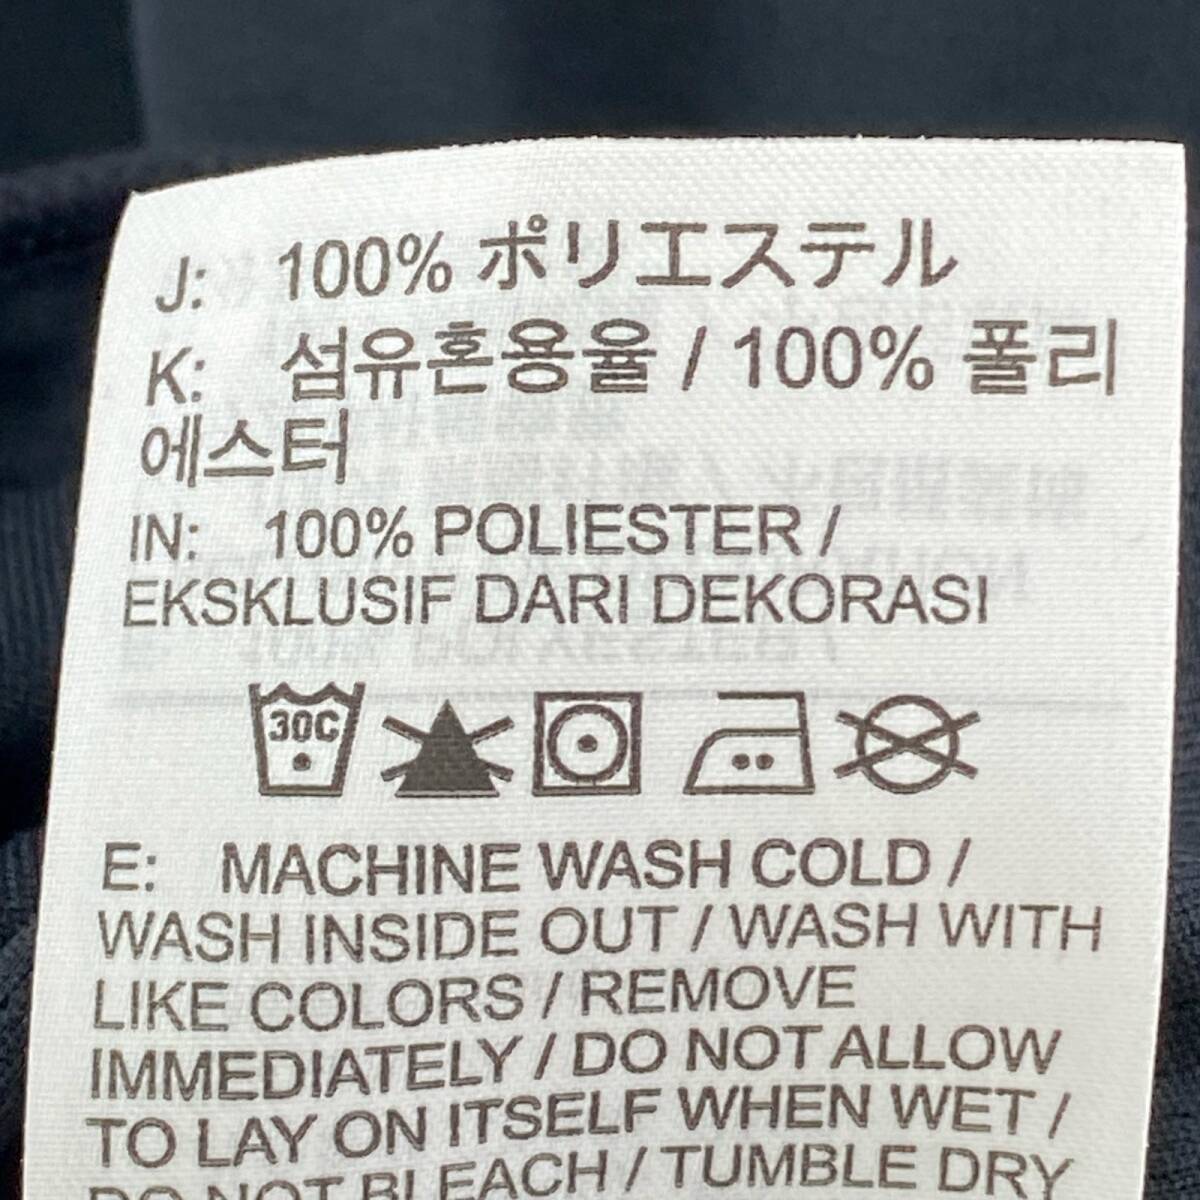 J: 100% ポリエステル
K: 섬유혼용율 / 100% 폴리
에스터
IN: 100% POLIESTER /
EKSKLUSIF DARI DEKORASI
30C
E: MACHINE WASH COLD /
WASH INSIDE OUT / WASH WITH
LIKE COLORS / REMOVE
IMMEDIATELY / DO NOT ALLOW
TO LAY ON ITSELF WHEN WET /
DO NOT BLEACH / TUMBLE DRY